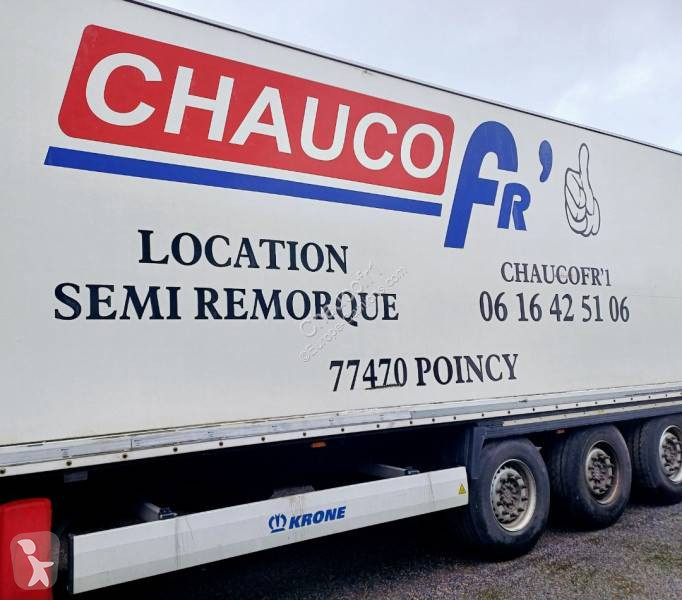 CHAUCO
FR'
LOCATION
SEMI REMORQUE
CHAUCOFR'1
06 16 42 51 06
77470 POINCY
KRONE